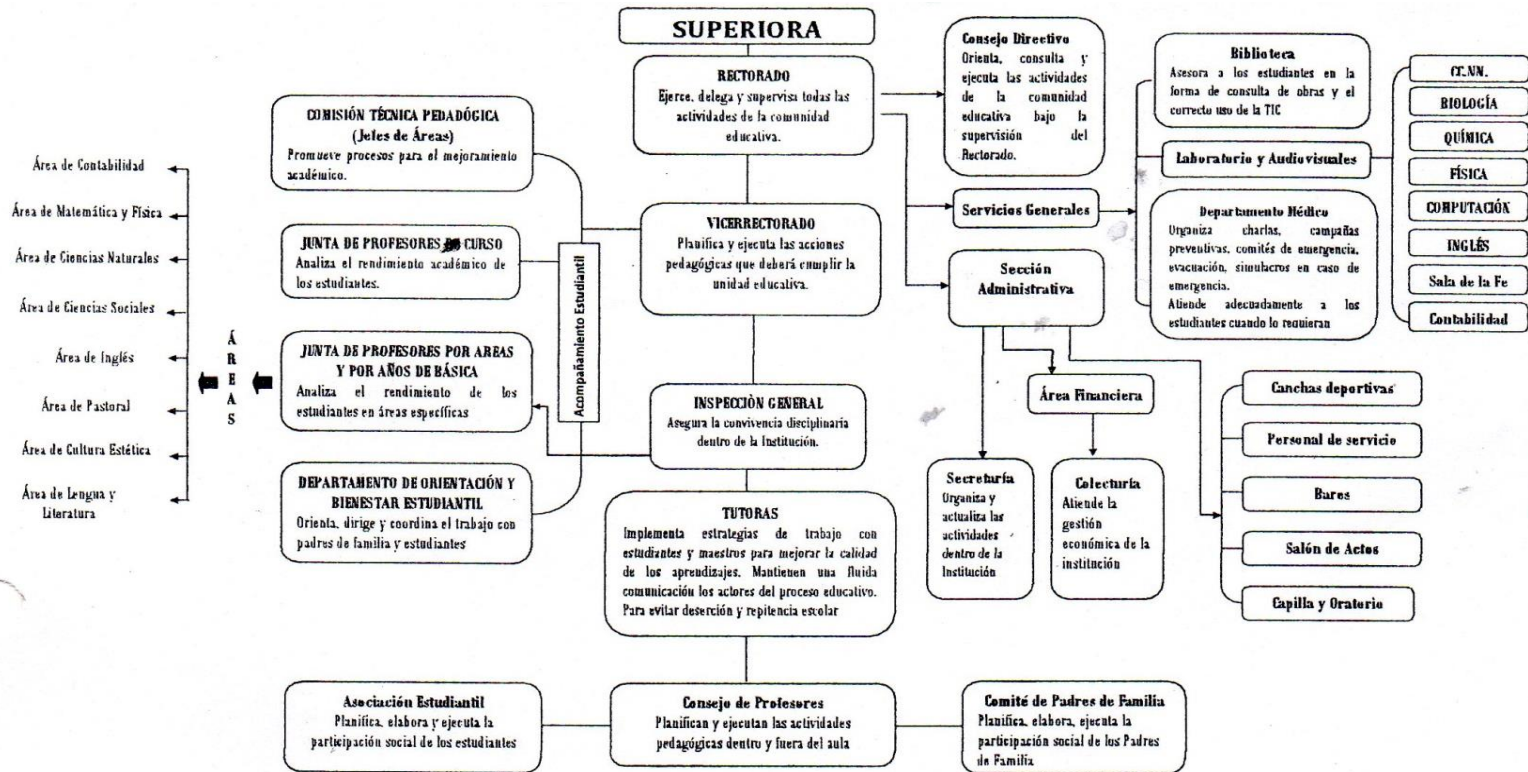 SUPERIORA
RECTORADO
Ejerce, delega y supervisa todas las
actividades de la comunidad
educativa.
Consejo Directivo
Orienta, consulta y
ejecuta las actividades
de la comunidad
educativa bajo la
supervisión del
Rectorado.
Biblioteca
Asesora a los estudiantes en la
forma de consulta de obras y el
correcto uso de la TIC
CC.NN.
BIOLOGÍA
QUÍMICA
FÍSICA
COMPUTACIÓN
INGLÉS
Sala de la Fe
Contabilidad
Laboratorio y Audiovisuales
Servicios Generales
Departamento Médico
Organiza charlas, campañas
preventivas, comités de emergencia,
evacuación, simulacros en caso de
emergencia.
Atiende adecuadamente a los
estudiantes cuando lo requieran
COMISIÓN TÉCNICA PEDAGÓGICA
(Jefes de Áreas)
Promueve procesos para el mejoramiento
académico.
VICERRECTORADO
Planifica y ejecuta las acciones
pedagógicas que deberá cumplir la
unidad educativa.
JUNTA DE PROFESORES CURSO
Analiza el rendimiento académico de
los estudiantes.
Acompañamiento Estudiantil
JUNTA DE PROFESORES POR AREAS
Y POR AÑOS DE BÁSICA
Analiza el rendimiento de los
estudiantes en áreas específicas
DEPARTAMENTO DE ORIENTACIÓN Y
BIENESTAR ESTUDIANTIL
Orienta, dirige y coordina el trabajo con
padres de familia y estudiantes
ÁREAS
Área de Contabilidad
Área de Matemática y Física
Área de Ciencias Naturales
Área de Ciencias Sociales
Área de Inglés
Área de Pastoral
Área de Cultura Estética
Área de Lengua y
Literatura
INSPECCIÒN GENERAL
Asegura la convivencia disciplinaria
dentro de la Institución.
Sección
Administrativa
Área Financiera
Secretaría
Organiza y
actualiza las
actividades
dentro de la
Institución
Colecturía
Atiende la
gestión
económica de la
institución
Canchas deportivas
Personal de servicio
Bares
Salón de Actos
Capilla y Oratorio
TUTORAS
Implementa estrategias de trabajo con
estudiantes y maestros para mejorar la calidad
de los aprendizajes. Mantienen una fluida
comunicación los actores del proceso educativo.
Para evitar deserción y repitencia escolar
Asociación Estudiantil
Planifica, elabora y ejecuta la
participación social de los estudiantes
Consejo de Profesores
Planifican y ejecutan las actividades
pedagógicas dentro y fuera del aula
Comité de Padres de Familia
Planifica, elabora, ejecuta la
participación social de los Padres
de Familia